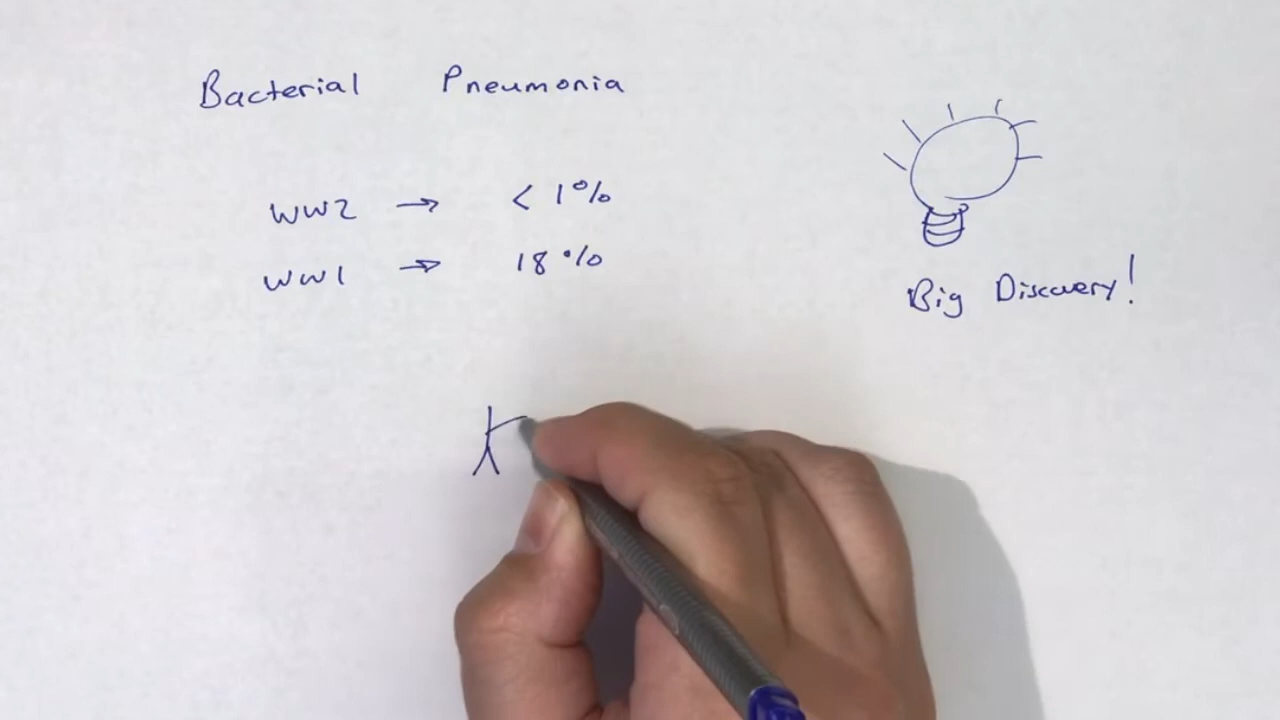 Bacterial Pneumonia
WW2 → < 1%
WW1 → 18%
Big Discovery!